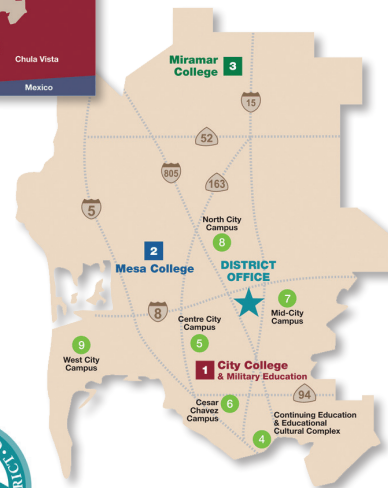 Chula Vista
Mexico
Miramar
College
3
15
52
805
163
5
North City
Campus
8
2
Mesa College
DISTRICT
OFFICE
7
Mid-City
Campus
8
Centre City
Campus
5
9
West City
Campus
1
City College
& Military Education
94
Cesar
Chavez
Campus
6
Continuing Education
& Educational
Cultural Complex
4